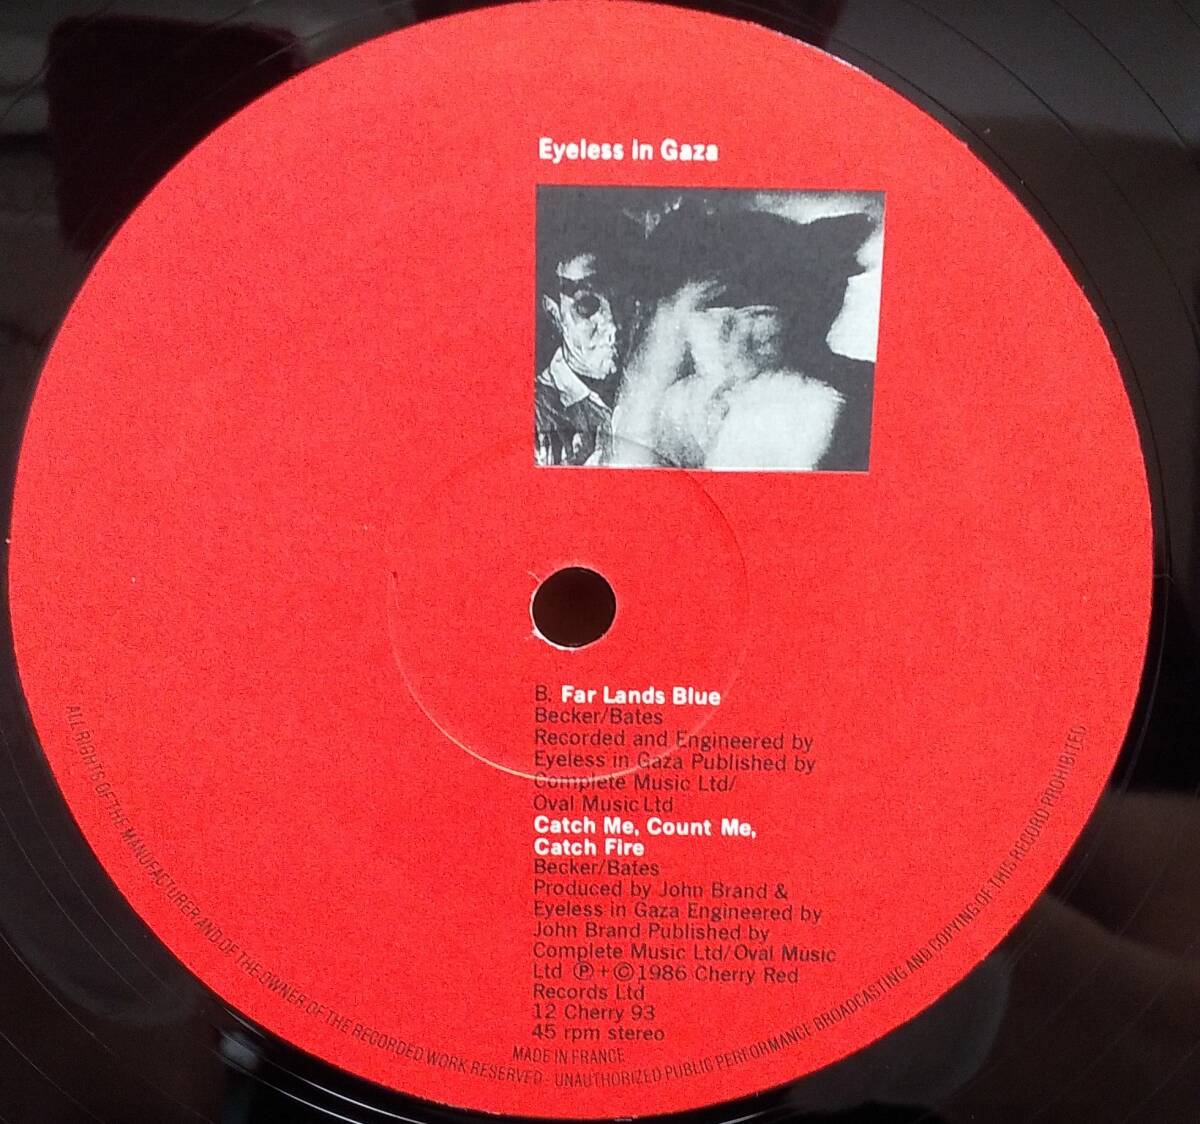 Eyeless in Gaza
B. Far Lands Blue
Becker/Bates
Recorded and Engineered by
Eyeless in Gaza Published by
Complete Music Ltd/
Oval Music Ltd
Catch Me, Count Me,
Catch Fire
Becker/Bates
Produced by John Brand &
Eyeless in Gaza Engineered by
John Brand Published by
Complete Music Ltd/Oval Music
Ltd ℗+©1986 Cherry Red
Records Ltd
12 Cherry 93
45 rpm stereo
MADE IN FRANCE
ALL RIGHTS OF THE MANUFACTURER AND OF THE OWNER OF THE RECORDED WORK RESERVED - UNAUTHORIZED PUBLIC PERFORMANCE BROADCASTING AND COPYING OF THIS RECORD PROHIBITED